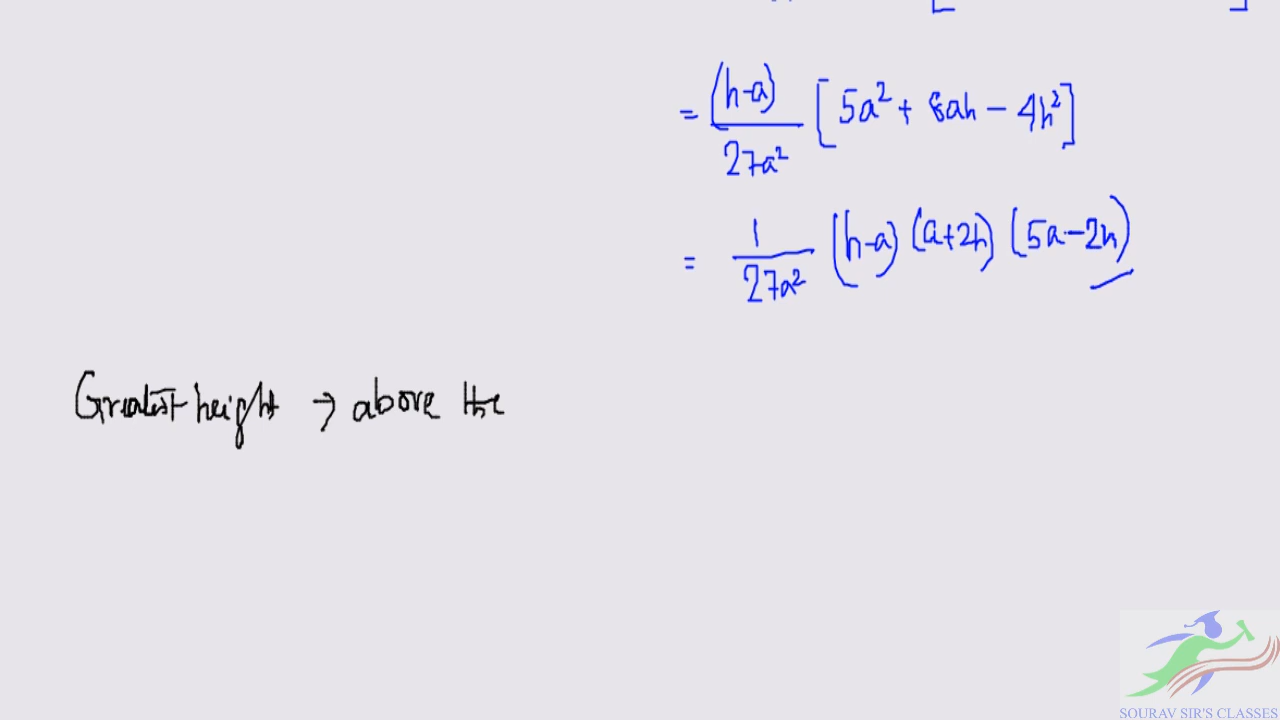 = (h-a)/27a² [5a² + 8ah - 4h²]
= 1/27a² (h-a) (a+2h) (5a-2h)
Greatest height → above the
SOURAV SIR'S CLASSES